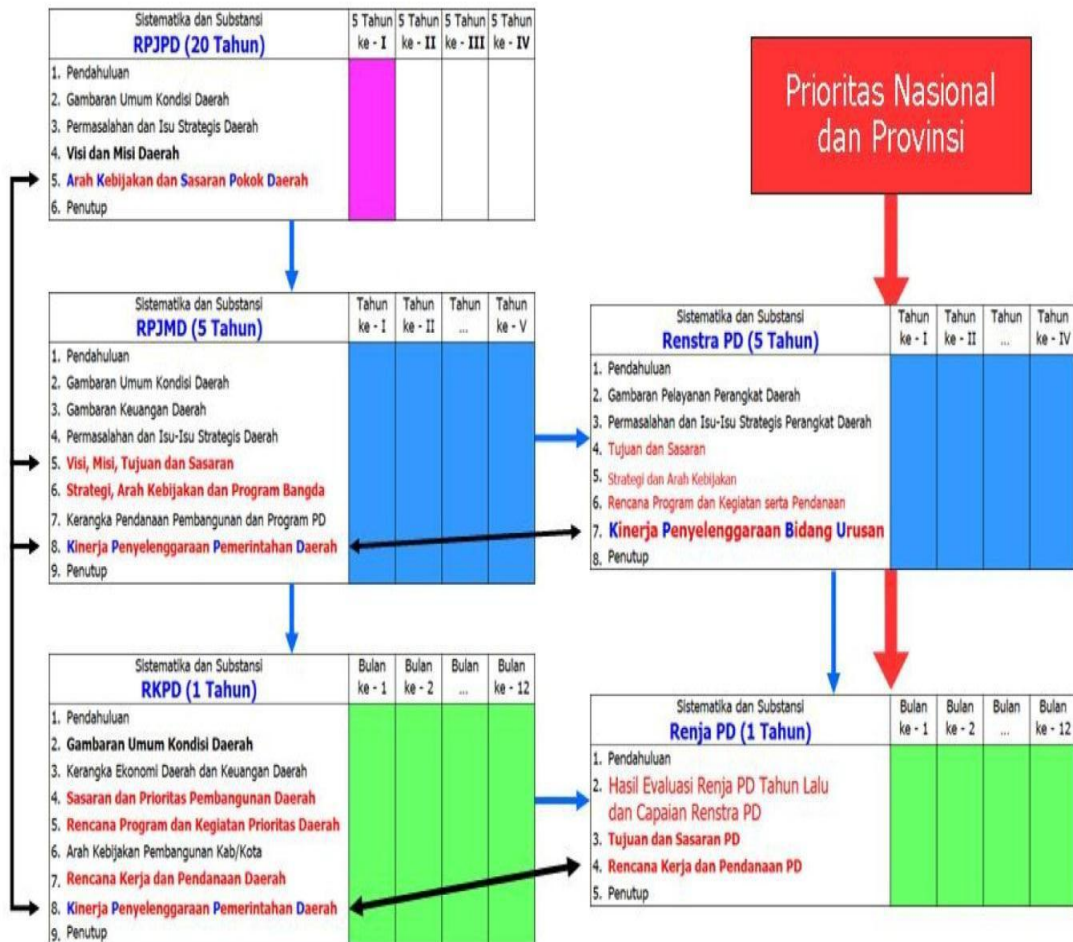 Sistematika dan Substansi
RPJPD (20 Tahun)
5 Tahun ke - I
5 Tahun ke - II
5 Tahun ke - III
5 Tahun ke - IV
1. Pendahuluan
2. Gambaran Umum Kondisi Daerah
3. Permasalahan dan Isu Strategis Daerah
4. Visi dan Misi Daerah
5. Arah Kebijakan dan Sasaran Pokok Daerah
6. Penutup
Prioritas Nasional
dan Provinsi
Sistematika dan Substansi
RPJMD (5 Tahun)
Tahun ke - I
Tahun ke - II
Tahun ...
Tahun ke - V
1. Pendahuluan
2. Gambaran Umum Kondisi Daerah
3. Gambaran Keuangan Daerah
4. Permasalahan dan Isu-Isu Strategis Daerah
5. Visi, Misi, Tujuan dan Sasaran
6. Strategi, Arah Kebijakan dan Program Bangda
7. Kerangka Pendanaan Pembangunan dan Program PD
8. Kinerja Penyelenggaraan Pemerintahan Daerah
9. Penutup
Sistematika dan Substansi
Renstra PD (5 Tahun)
Tahun ke - I
Tahun ke - II
Tahun ...
Tahun ke - IV
1. Pendahuluan
2. Gambaran Pelayanan Perangkat Daerah
3. Permasalahan dan Isu-Isu Strategis Perangkat Daerah
4. Tujuan dan Sasaran
5. Strategi dan Arah Kebijakan
6. Rencana Program dan Kegiatan serta Pendanaan
7. Kinerja Penyelenggaraan Bidang Urusan
8. Penutup
Sistematika dan Substansi
RKPD (1 Tahun)
Bulan ke - 1
Bulan ke - 2
Bulan ...
Bulan ke - 12
1. Pendahuluan
2. Gambaran Umum Kondisi Daerah
3. Kerangka Ekonomi Daerah dan Keuangan Daerah
4. Sasaran dan Prioritas Pembangunan Daerah
5. Rencana Program dan Kegiatan Prioritas Daerah
6. Arah Kebijakan Pembangunan Kab/Kota
7. Rencana Kerja dan Pendanaan Daerah
8. Kinerja Penyelenggaraan Pemerintahan Daerah
9. Penutup
Sistematika dan Substansi
Renja PD (1 Tahun)
Bulan ke - 1
Bulan ke - 2
Bulan ...
Bulan ke - 12
1. Pendahuluan
2. Hasil Evaluasi Renja PD Tahun Lalu
dan Capaian Renstra PD
3. Tujuan dan Sasaran PD
4. Rencana Kerja dan Pendanaan PD
5. Penutup